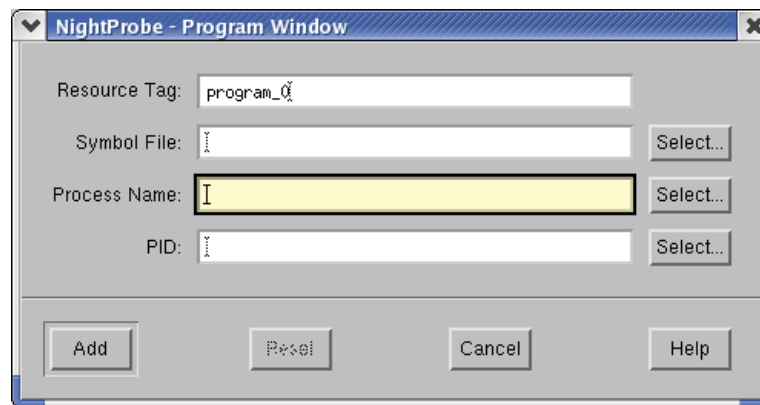 NightProbe - Program Window
Resource Tag: program_0
Symbol File: Select...
Process Name: Select...
PID: Select...
Add Reset Cancel Help